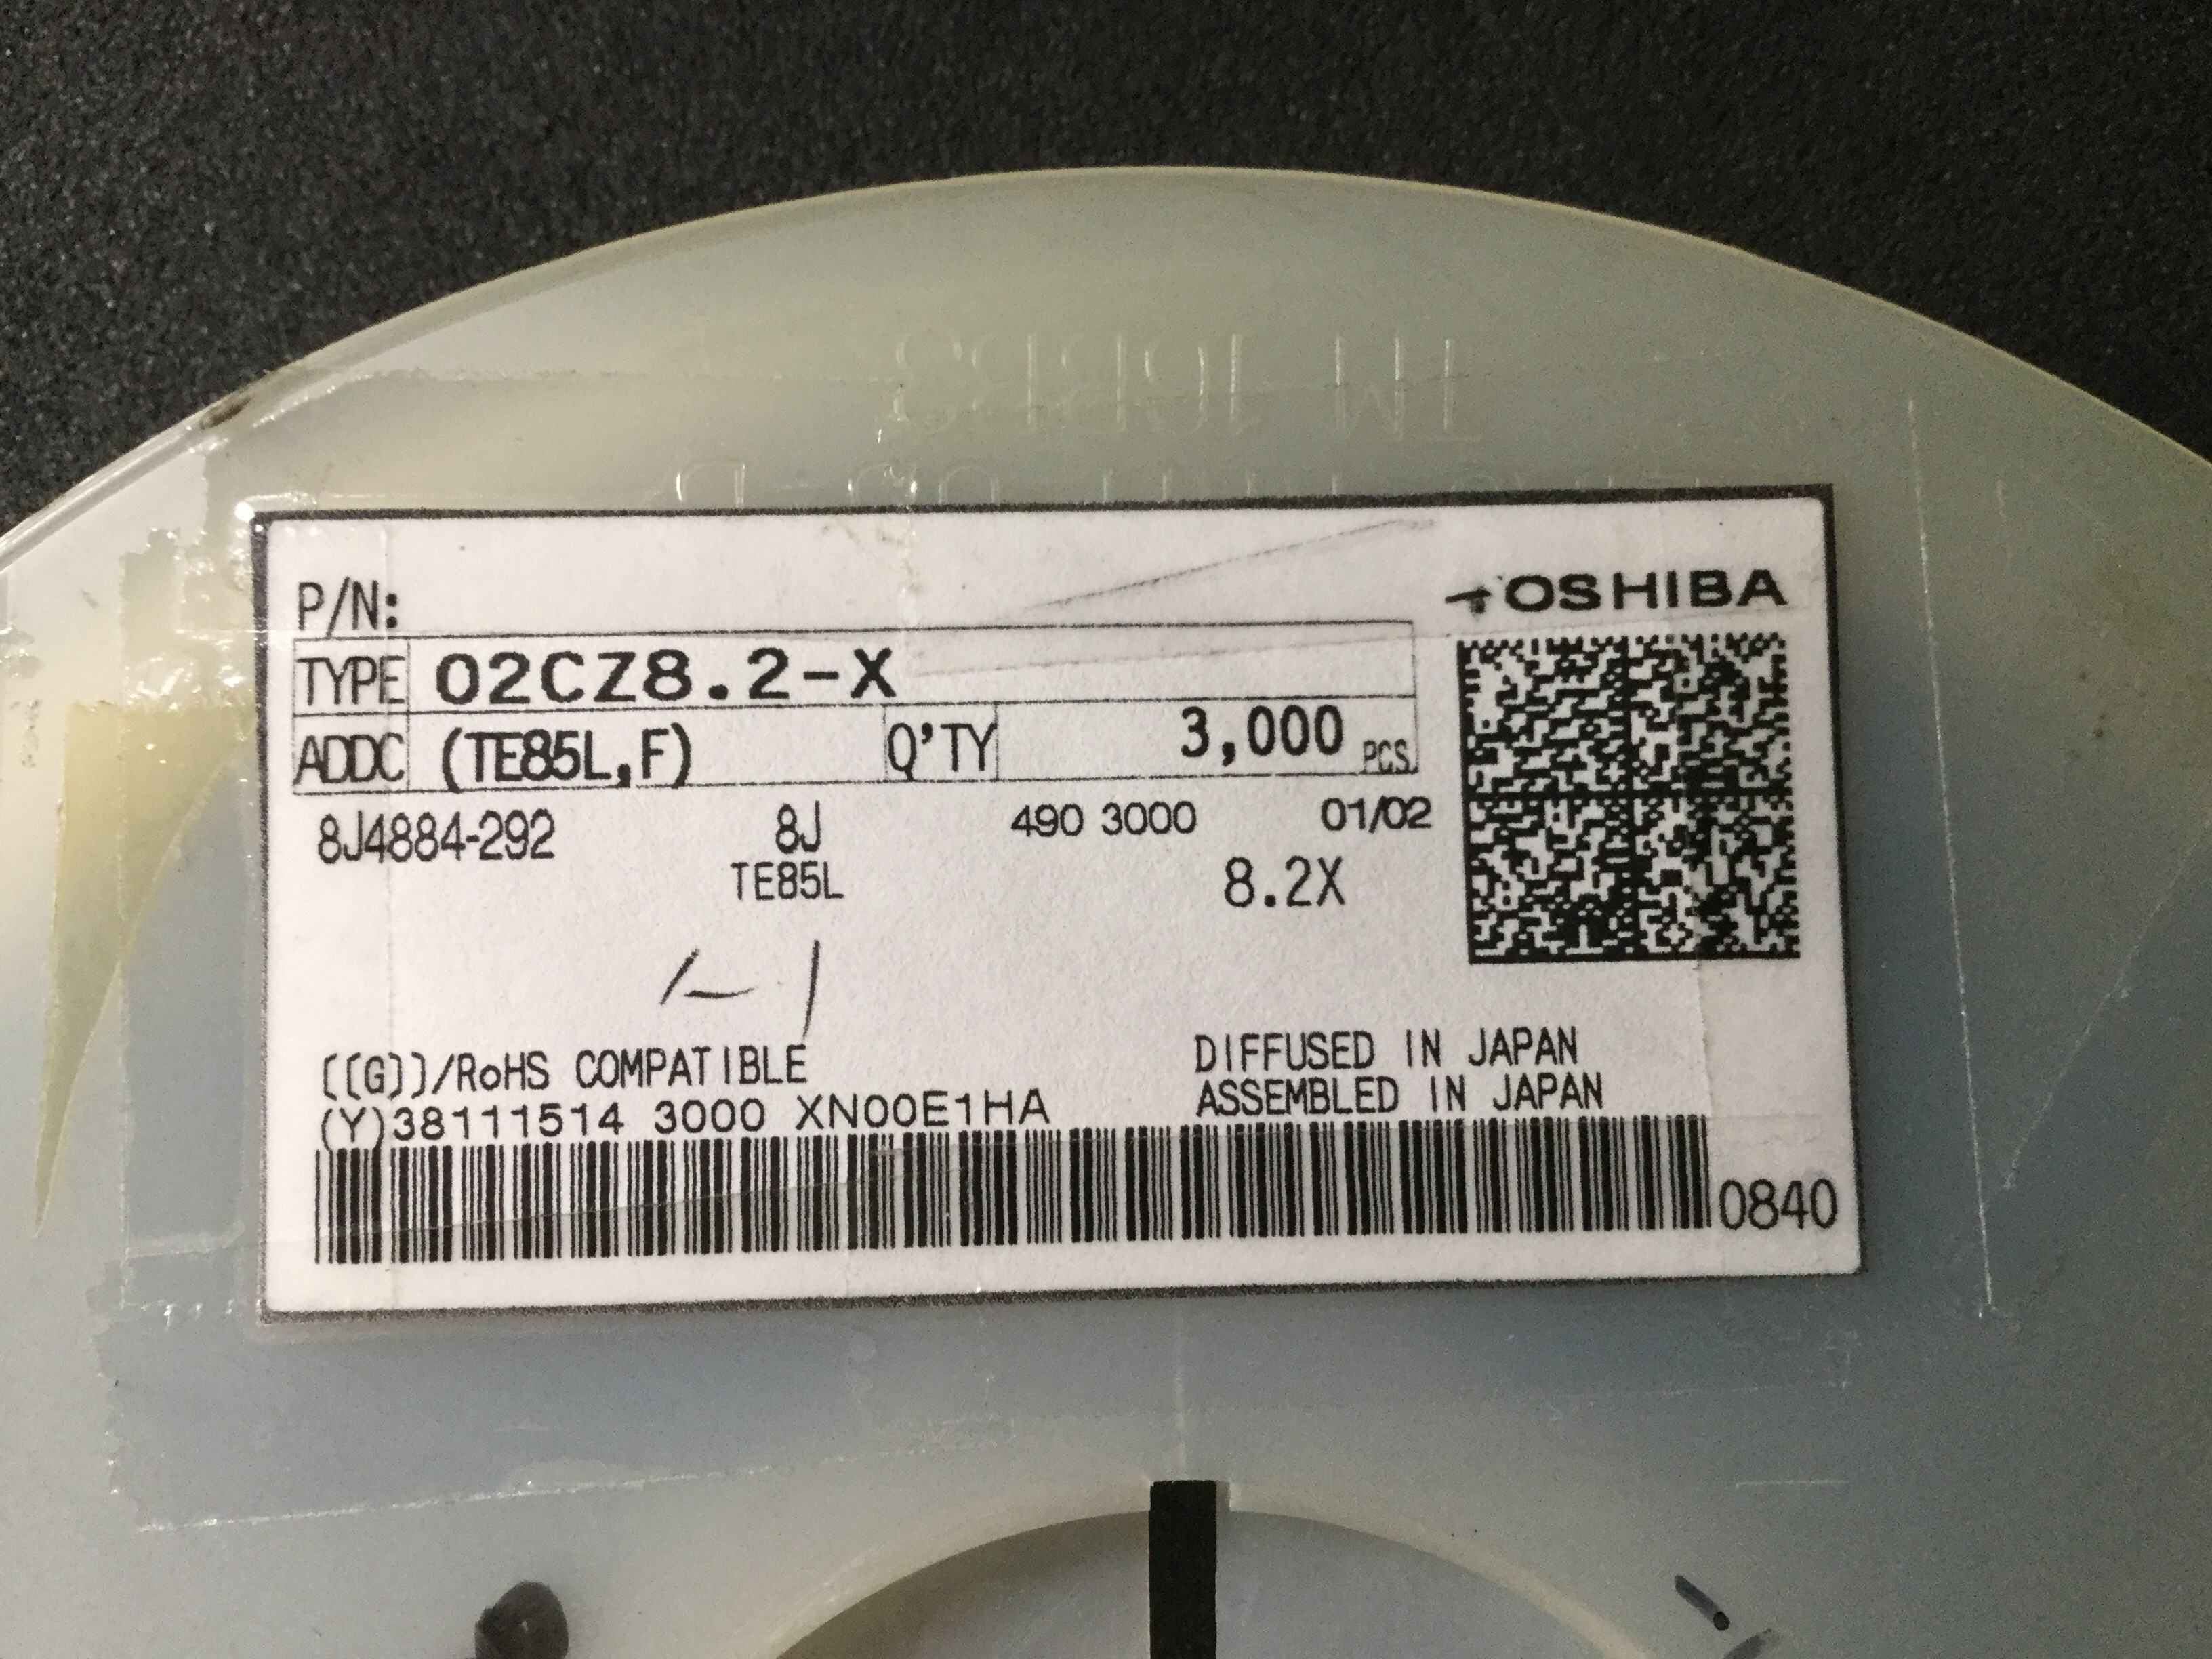 P/N:
TOSHIBA
TYPE 02CZ8.2-X
ADDC (TE85L,F) Q'TY 3,000 PCS.
8J4884-292 8J 490 3000 01/02
TE85L 8.2X
[[G]]/RoHS COMPATIBLE DIFFUSED IN JAPAN
(Y)38111514 3000 XN00E1HA ASSEMBLED IN JAPAN
0840